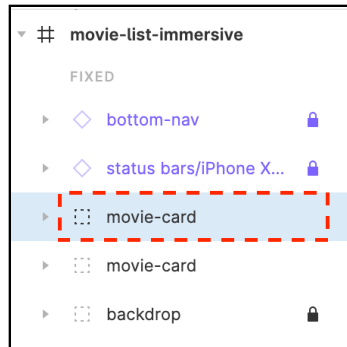 movie-list-immersive
FIXED
bottom-nav
status bars/iPhone X...
movie-card
movie-card
backdrop